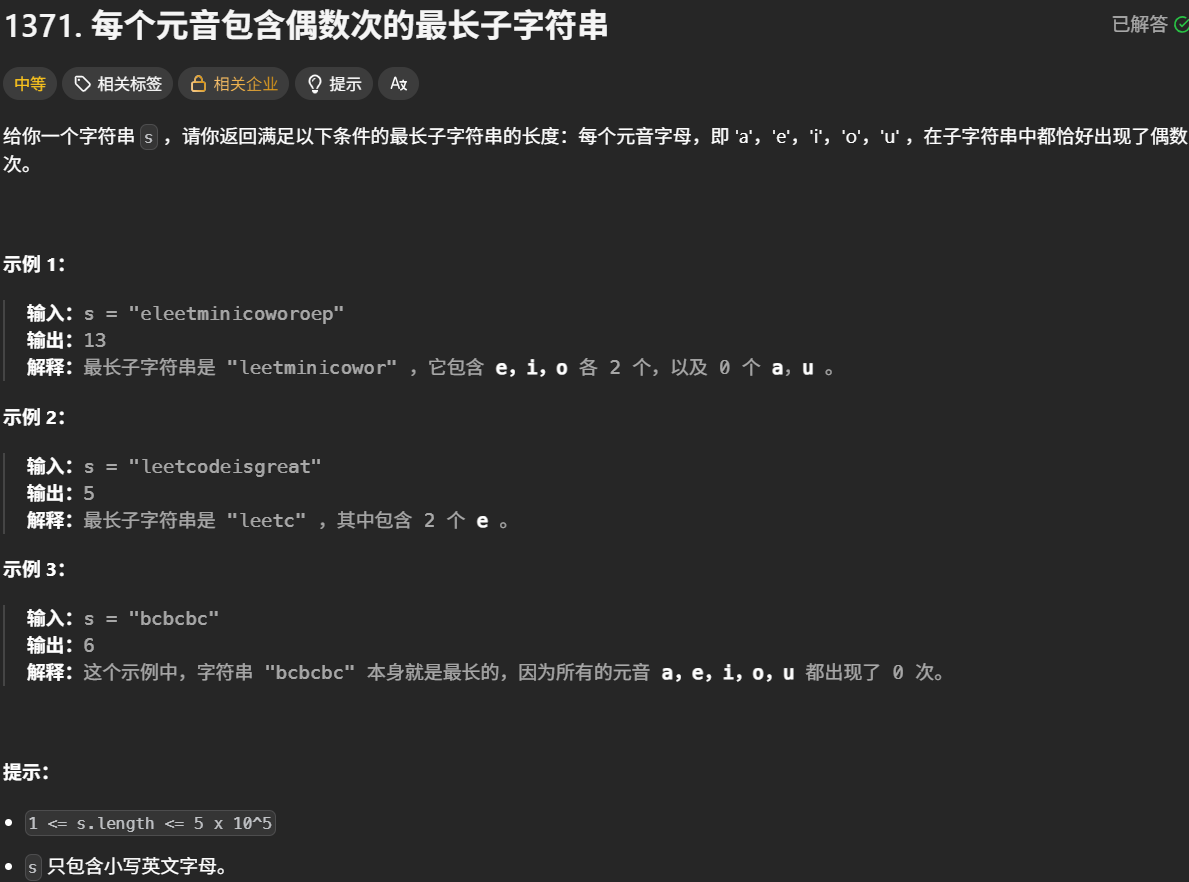 1371. 每个元音包含偶数次的最长子字符串
已解答
中等 相关标签 相关企业 提示 Aあ
给你一个字符串 s ，请你返回满足以下条件的最长子字符串的长度：每个元音字母，即 'a'，'e'，'i'，'o'，'u' ，在子字符串中都恰好出现了偶数
次。
示例 1：
输入：s = "eleetminicoworoep"
输出：13
解释：最长子字符串是 "leetminicowor" ，它包含 e，i，o 各 2 个，以及 0 个 a，u 。
示例 2：
输入：s = "leetcodeisgreat"
输出：5
解释：最长子字符串是 "leetc" ，其中包含 2 个 e 。
示例 3：
输入：s = "bcbcbc"
输出：6
解释：这个示例中，字符串 "bcbcbc" 本身就是最长的，因为所有的元音 a，e，i，o，u 都出现了 0 次。
提示：
1 <= s.length <= 5 x 10^5
s 只包含小写英文字母。